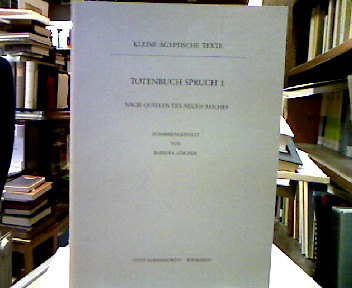 KLEINE ÄGYPTISCHE TEXTE
TOTENBUCH SPRUCH 1
NACH QUELLEN DES NEUEN REICHES
ZUSAMMENGESTELLT
VON
BARBARA LÜSCHER
OTTO HARRASSOWITZ · WIESBADEN